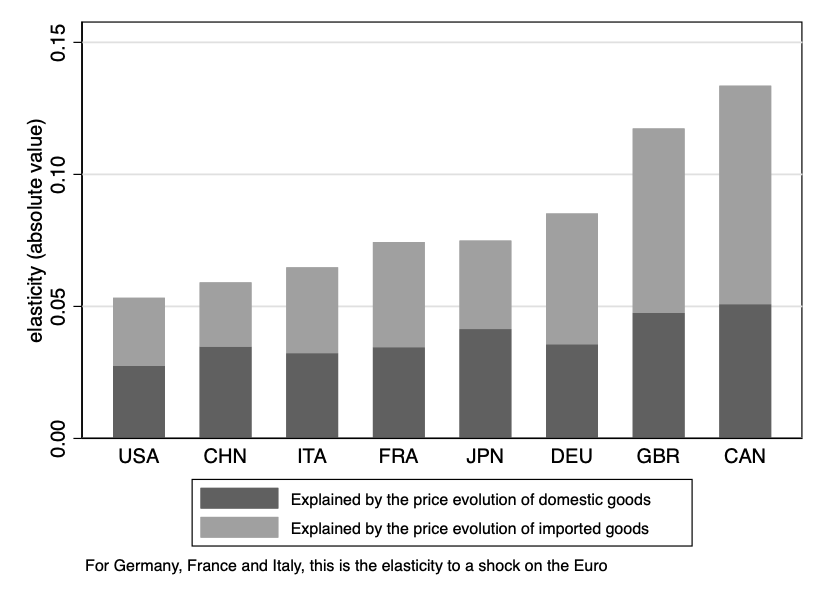 0.15
0.10
0.05
0.00
elasticity (absolute value)
USA CHN ITA FRA JPN DEU GBR CAN
Explained by the price evolution of domestic goods
Explained by the price evolution of imported goods
For Germany, France and Italy, this is the elasticity to a shock on the Euro